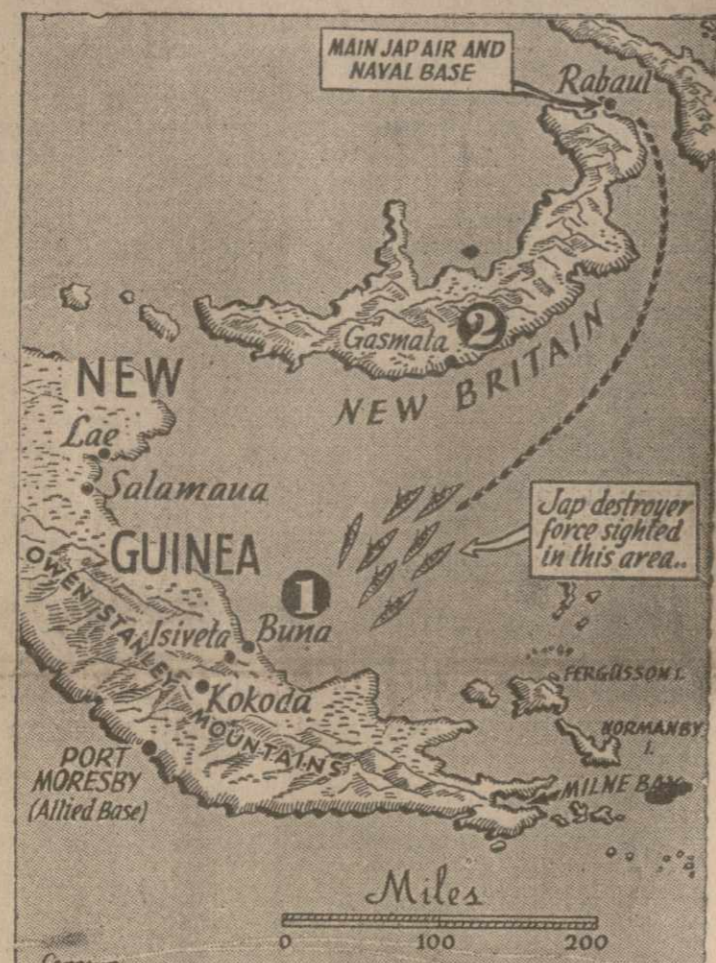 MAIN JAP AIR AND
NAVAL BASE
Rabaul
Gasmala
2
NEW BRITAIN
NEW
Lae
Salamaua
GUINEA
Jap destroyer
force sighted
in this area..
1
OWEN STANLEY MOUNTAINS
Isiveta
Buna
Kokoda
FERGUSSON I.
NORMANBY
I.
PORT
MORESBY
(Allied Base)
MILNE BAY
Miles
0 100 200